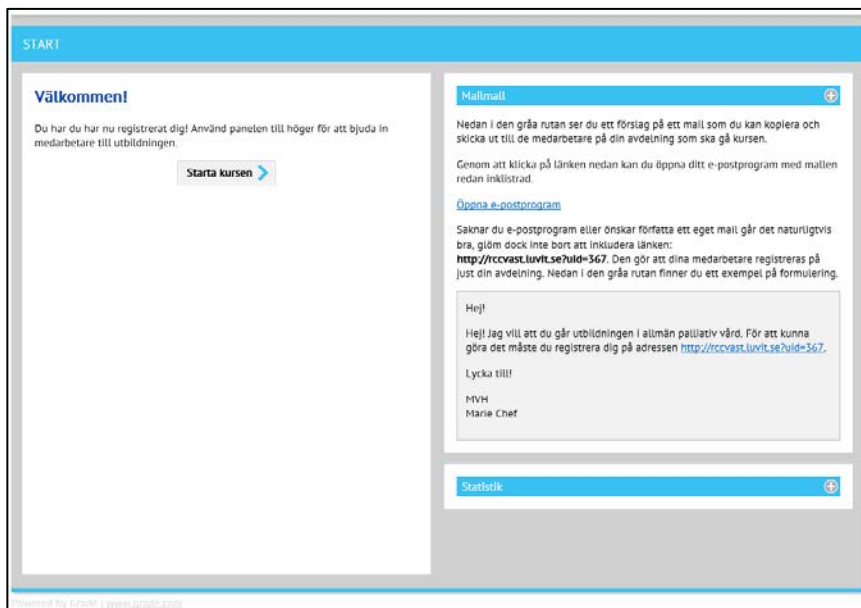 START
Välkommen!
Du har du har nu registrerat dig! Använd panelen till höger för att bjuda in
medarbetare till utbildningen.
Starta kursen
Mailmall
Nedan i den gråa rutan ser du ett förslag på ett mail som du kan kopiera och
skicka ut till de medarbetare på din avdelning som ska gå kursen.
Genom att klicka på länken nedan kan du öppna ditt e-postprogram med mallen
redan inklistrad.
Öppna e-postprogram
Saknar du e-postprogram eller önskar författa ett eget mail går det naturligtvis
bra, glöm dock inte bort att inkludera länken:
http://rccvast.luvit.se?uid=367. Den gör att dina medarbetare registreras på
just din avdelning. Nedan i den gråa rutan finner du ett exempel på formulering.
Hej!
Hej! Jag vill att du går utbildningen i allmän palliativ vård. För att kunna
göra det måste du registrera dig på adressen http://rccvast.luvit.se?uid=367.
Lycka till!
MVH
Marie Chef
Statistik
Powered by Grade | www.grade.com